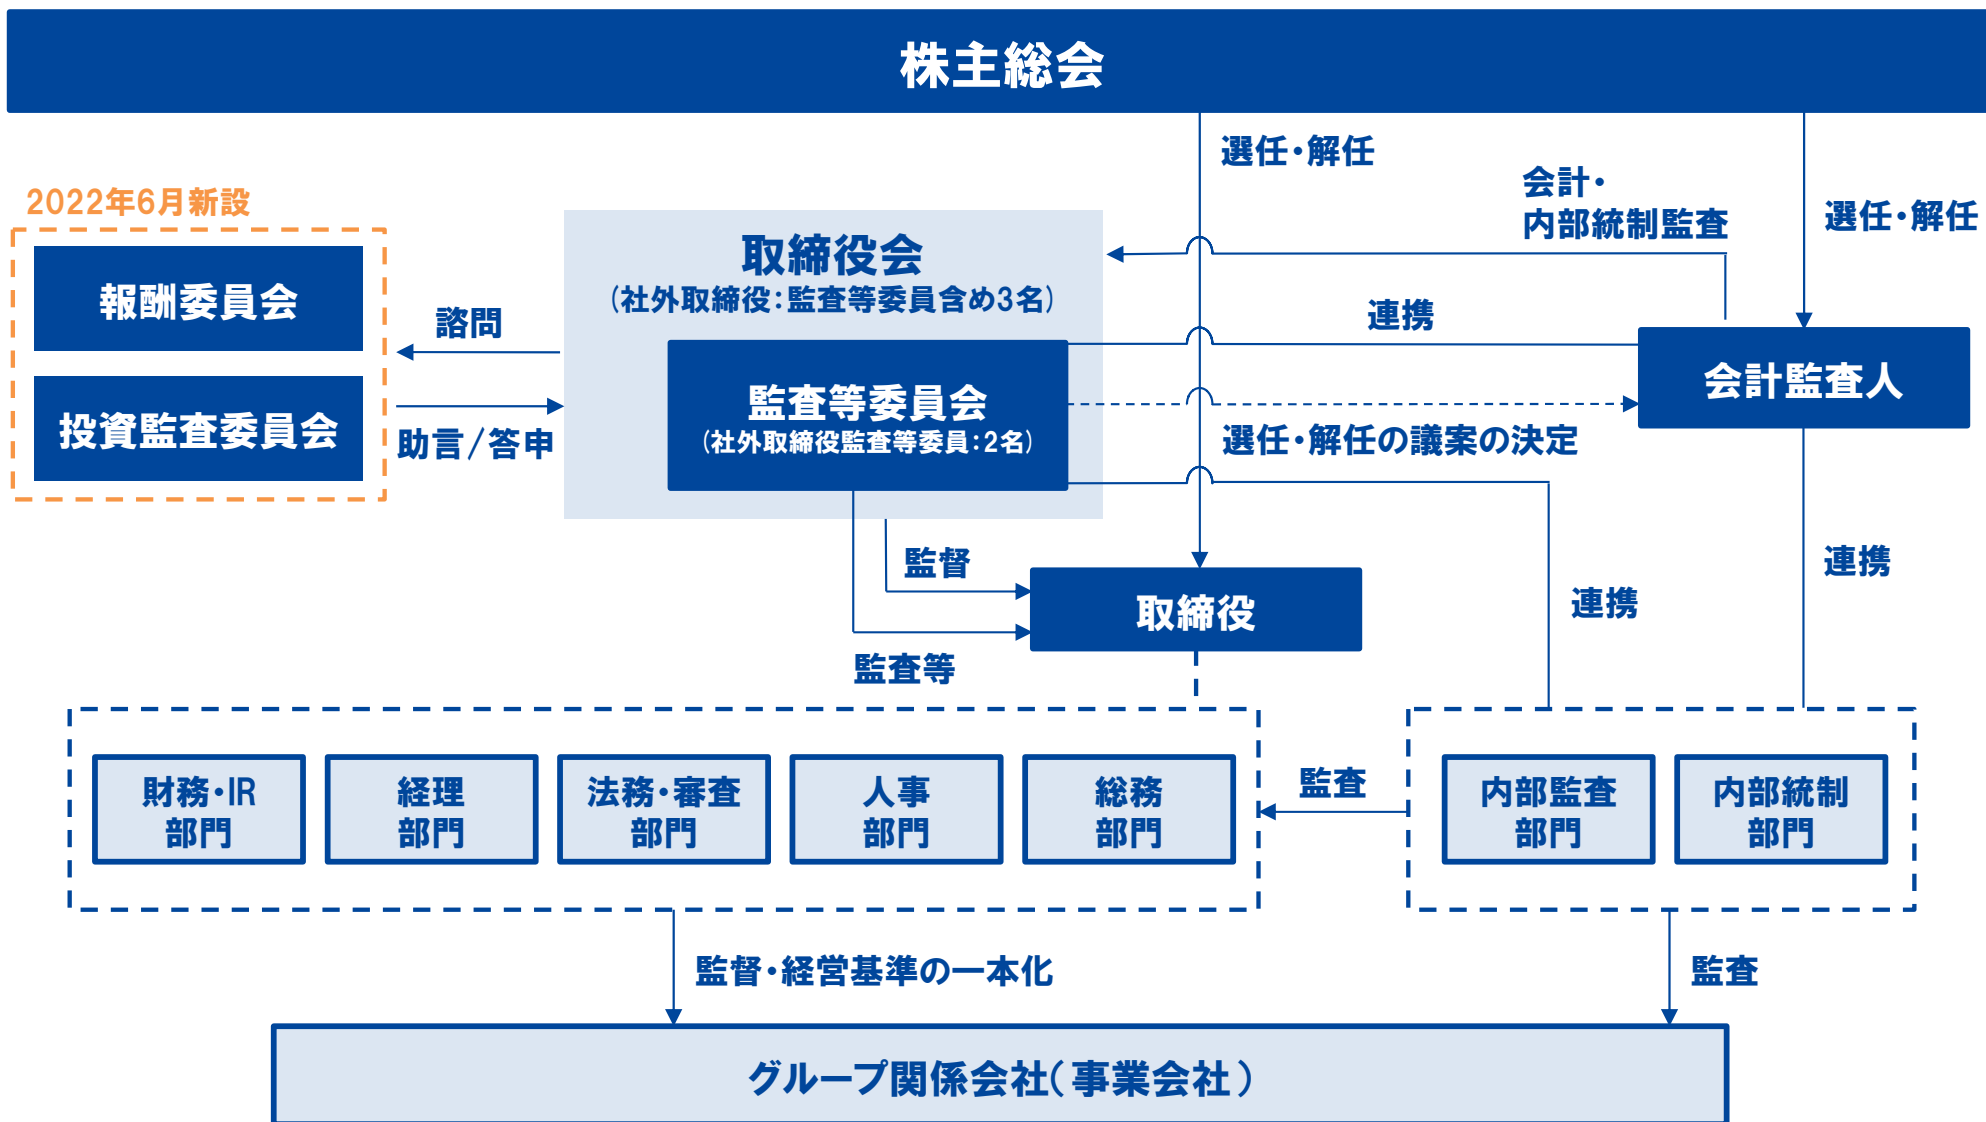 株主総会
選任・解任
会計・
内部統制監査
選任・解任
2022年6月新設
報酬委員会
投資監査委員会
諮問
助言/答申
取締役会
(社外取締役:監査等委員含め3名)
監査等委員会
(社外取締役監査等委員:2名)
連携
会計監査人
選任・解任の議案の決定
監督
監査等
取締役
連携
連携
財務・IR
部門
経理
部門
法務・審査
部門
人事
部門
総務
部門
監査
内部監査
部門
内部統制
部門
監督・経営基準の一本化
監査
グループ関係会社(事業会社)